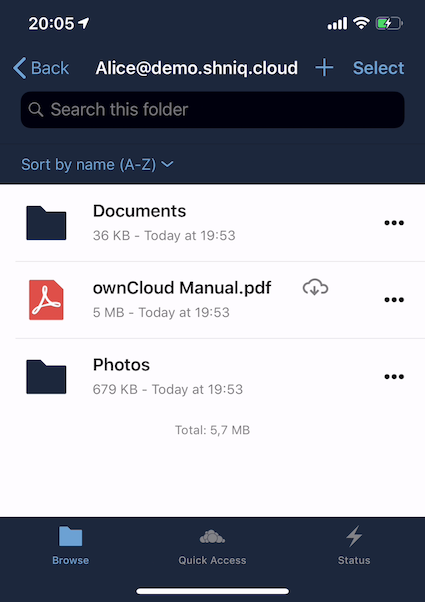 20:05
Back
Alice@demo.shniq.cloud
Select
Search this folder
Sort by name (A-Z)
Documents
36 KB - Today at 19:53
ownCloud Manual.pdf
5 MB - Today at 19:53
Photos
679 KB - Today at 19:53
Total: 5,7 MB
Browse
Quick Access
Status